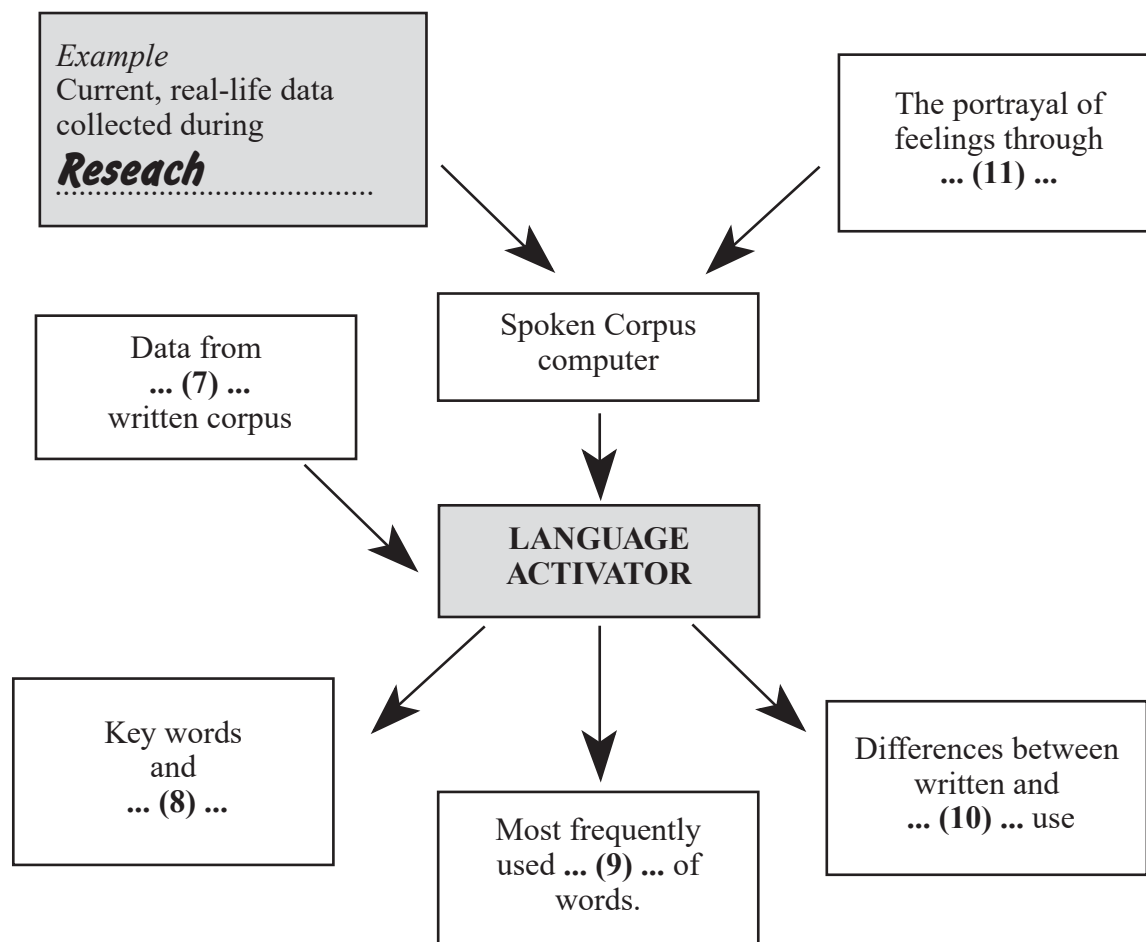 Example
Current, real-life data
collected during
Reseach
The portrayal of
feelings through
... (11) ...
Spoken Corpus
computer
Data from
... (7) ...
written corpus
LANGUAGE
ACTIVATOR
Key words
and
... (8) ...
Most frequently
used ... (9) ... of
words.
Differences between
written and
... (10) ... use